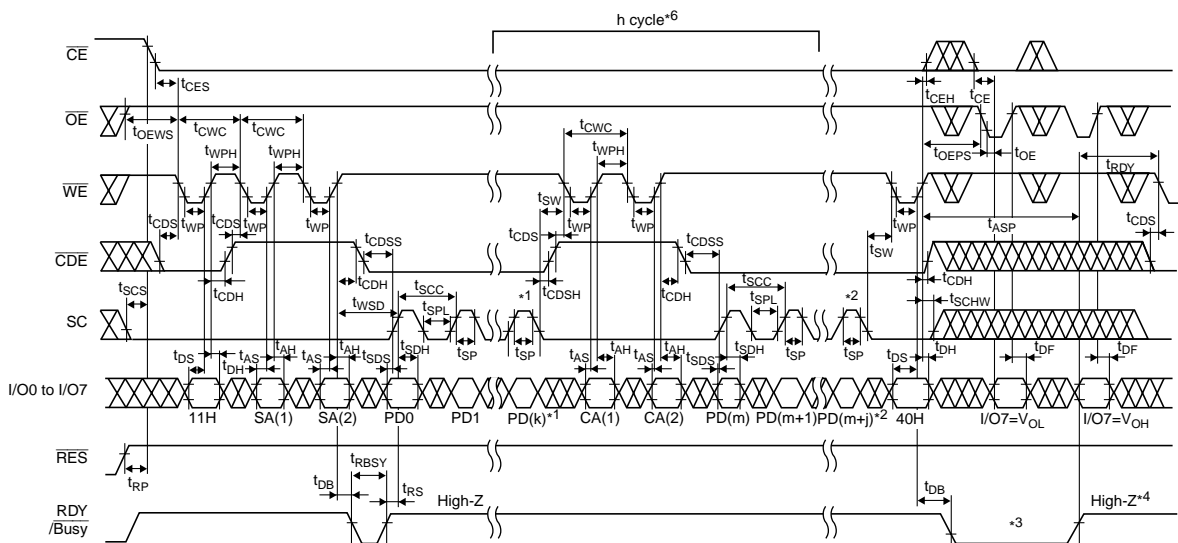 h cycle*6
CE
tCES
tCEH
tCE
OE
tOEWS
tCWC
tCWC
tCWC
tOEPS
tOE
tWPH
tWPH
tWPH
tRDY
WE
tWP
tWP
tWP
tSW
tWP
tWP
tWP
tCDS
tCDS
tCDS
tSW
tASP
tCDS
CDE
tCDSS
tCDSS
tCDH
tCDH
tCDSH
tCDH
tCDH
tSCS
tWSD
tSCC
tSCC
tSCHW
SC
tSPL
*1
tSPL
*2
tSP
tSP
tSP
tSP
tDS
tDH
tAS
tAH
tAS
tAH
tSDS
tSDH
tAS
tAH
tAS
tAH
tSDS
tSDH
tDS
tDH
tDF
tDF
I/O0 to I/O7
11H
SA(1)
SA(2)
PD0
PD1
PD(k)*1
CA(1)
CA(2)
PD(m)
PD(m+1)
PD(m+j)*2
40H
I/O7=VOL
I/O7=VOH
RES
tRP
tDB
tRBSY
tRS
tDB
RDY
/Busy
High-Z
*3
High-Z*4